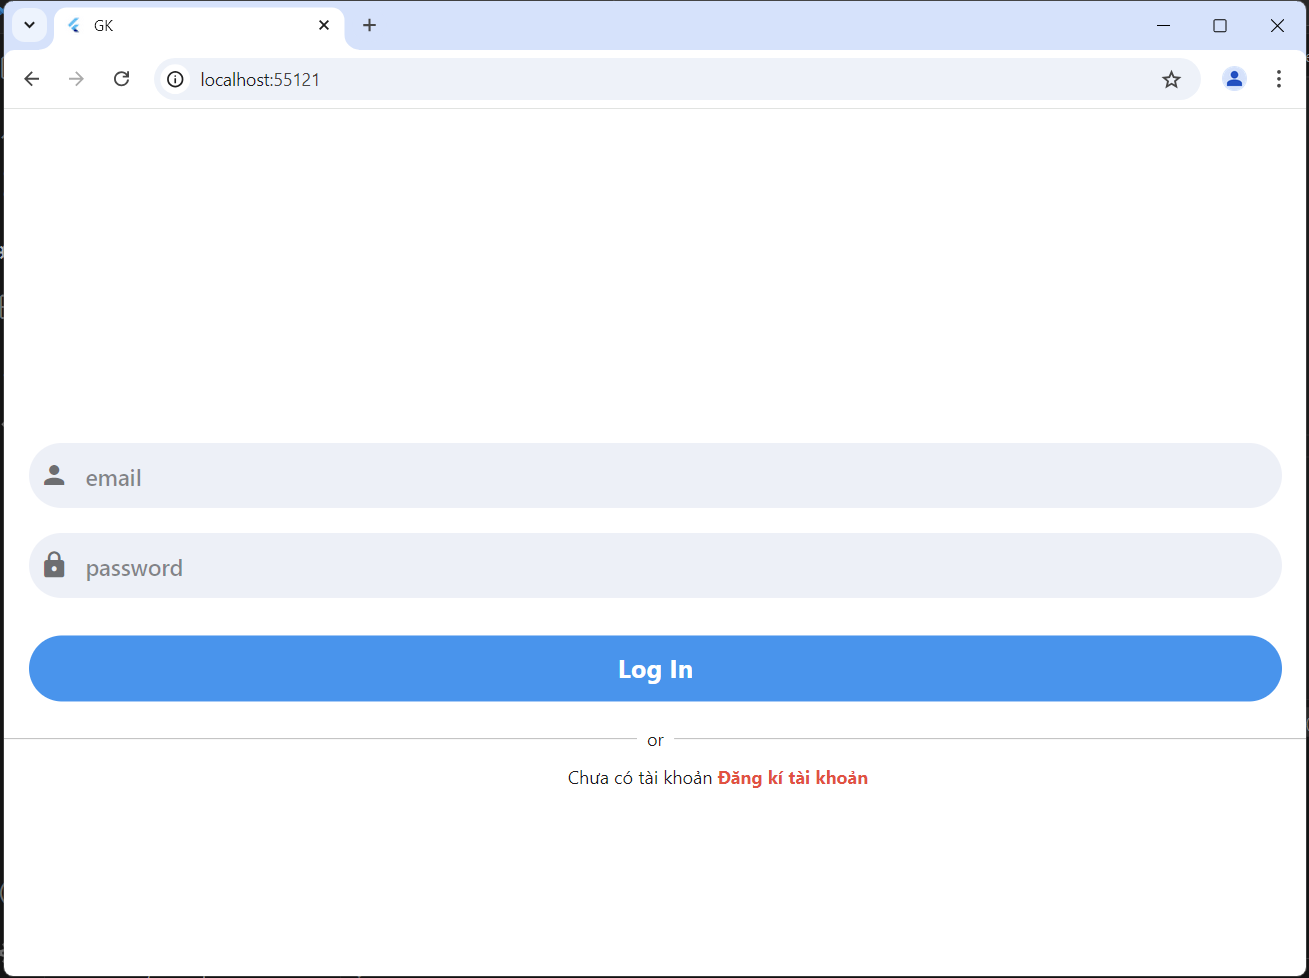 GK
localhost:55121
email
password
Log In
or
Chưa có tài khoản Đăng kí tài khoản